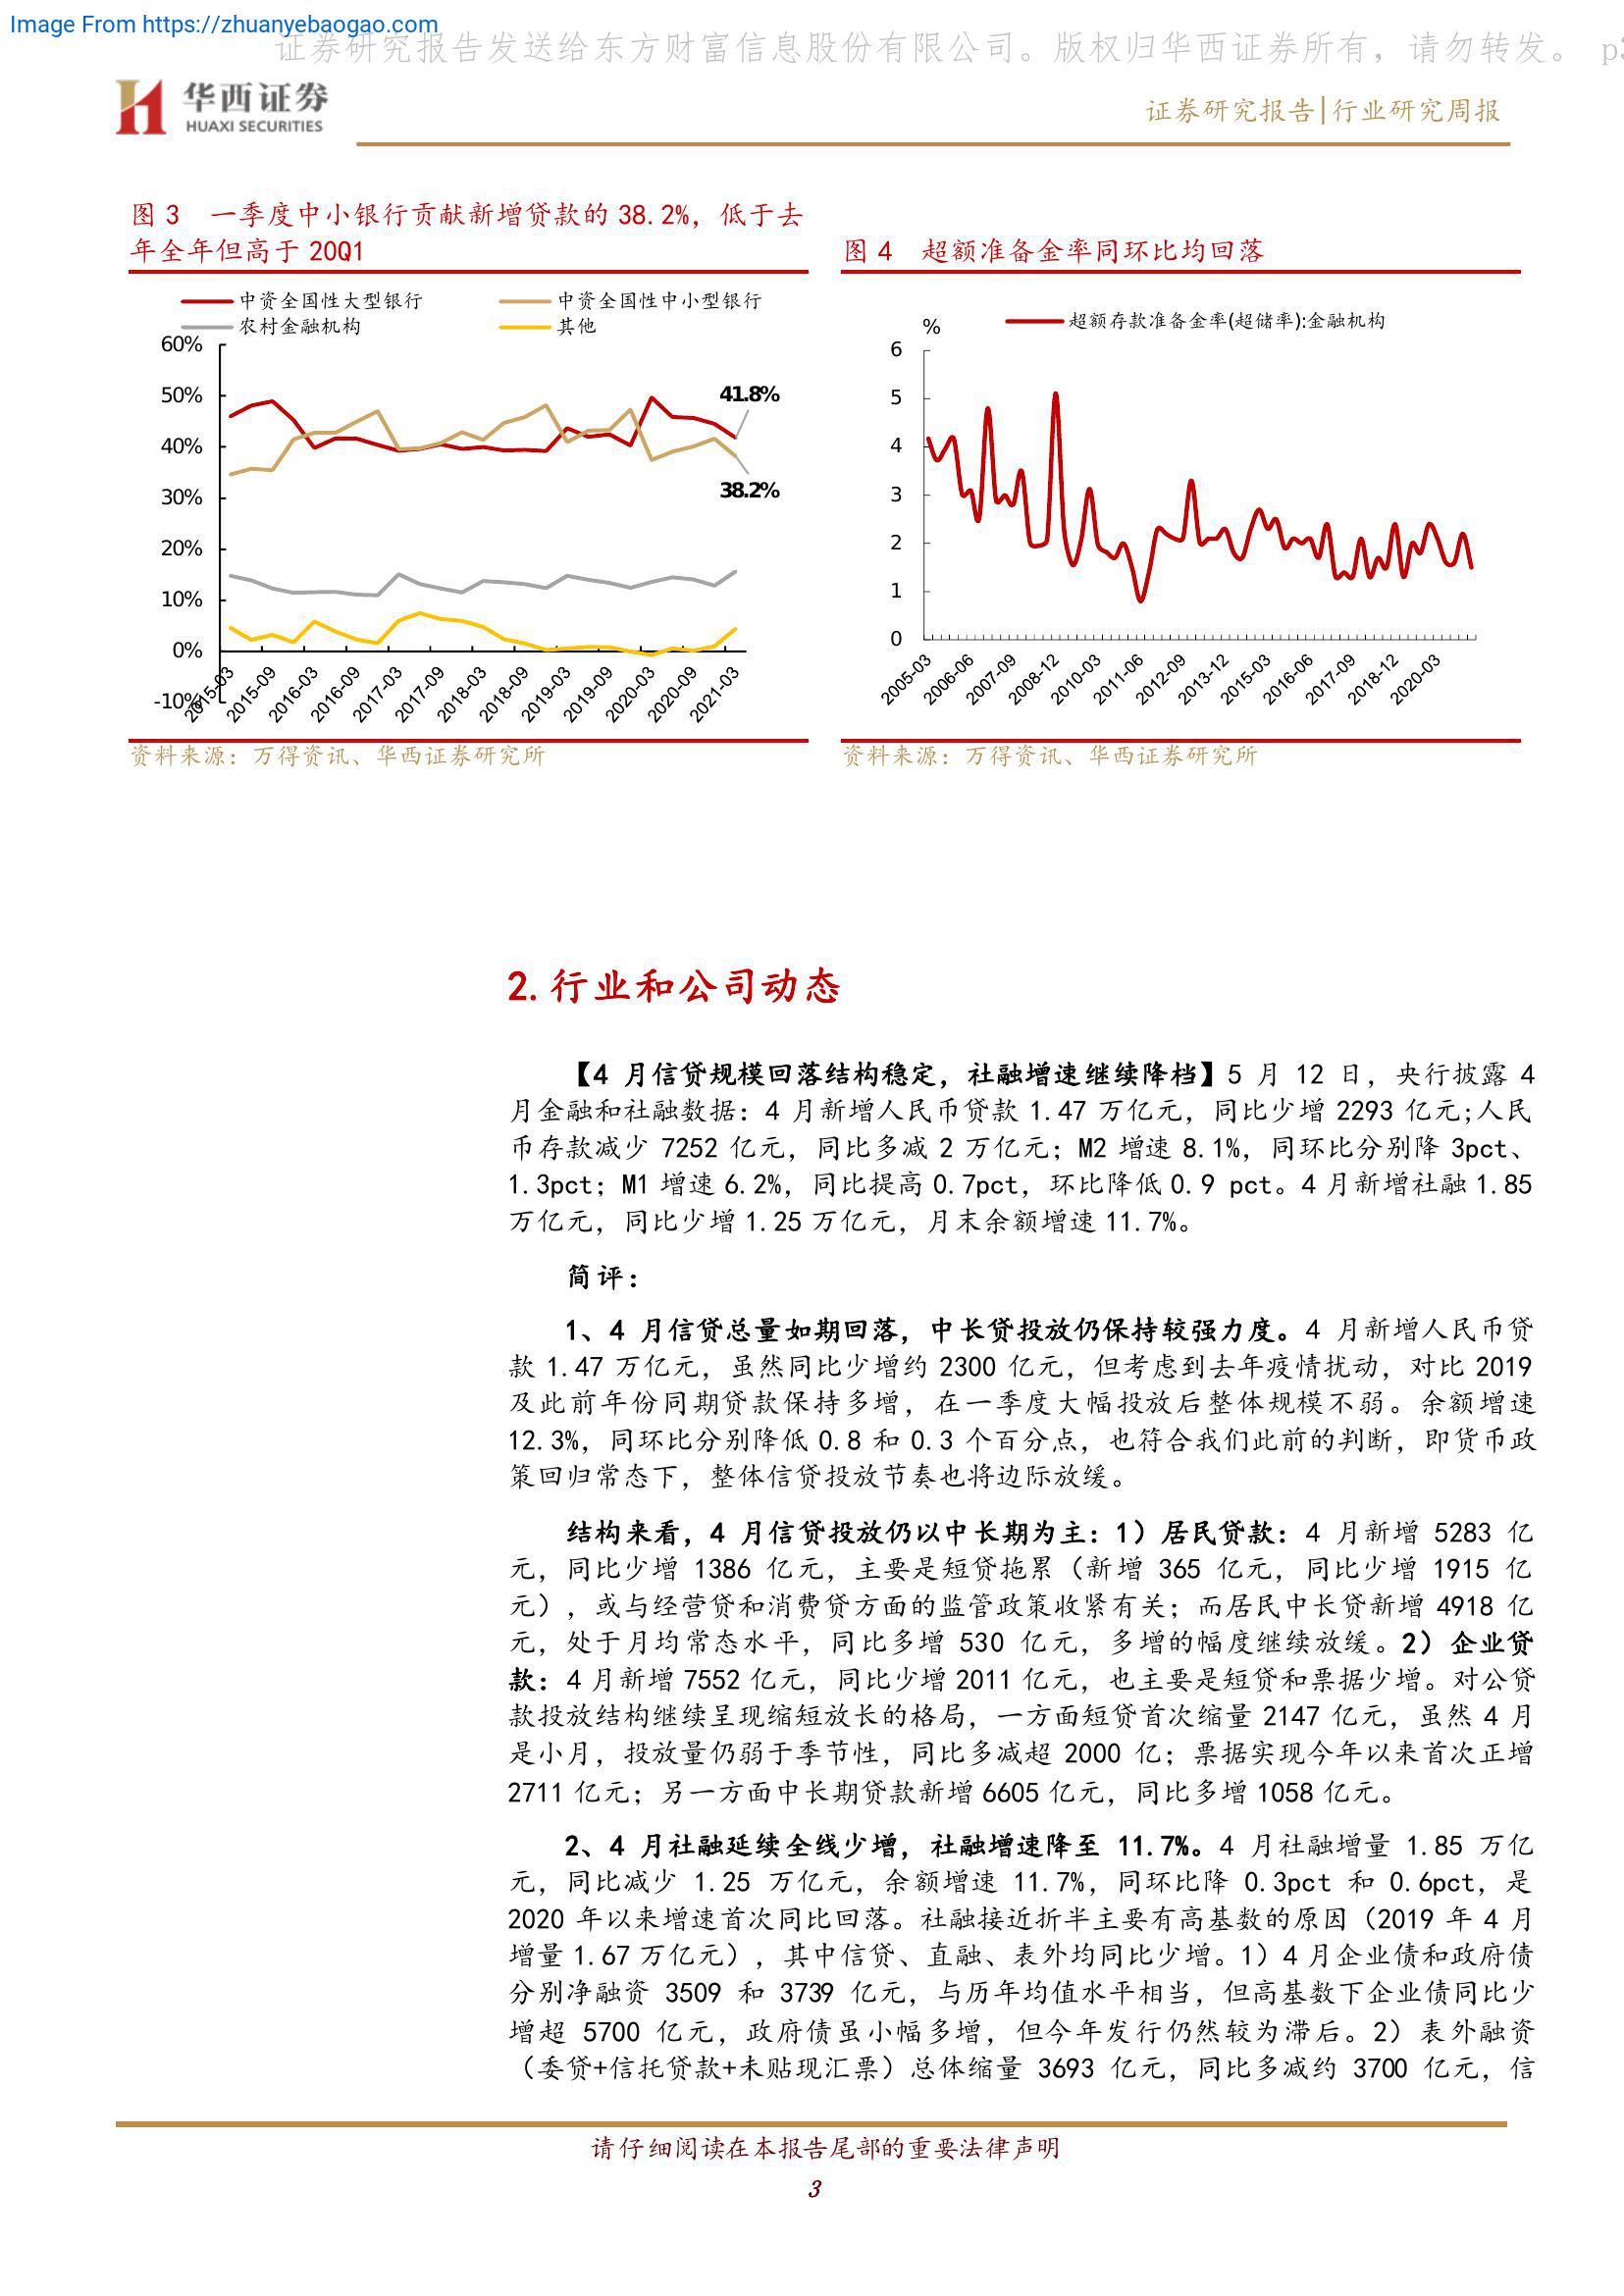 Image From https://zhuanyebaogao.com
证券研究报告发送给东方财富信息股份有限公司。版权归华西证券所有，请勿转发。 p3
华西证券
HUAXI SECURITIES
证券研究报告|行业研究周报
图 3 一季度中小银行贡献新增贷款的 38.2%，低于去
年全年但高于 20Q1
中资全国性大型银行
中资全国性中小型银行
农村金融机构
其他
60%
50%
40%
30%
20%
10%
0%
-10%
41.8%
38.2%
2015-03
2015-09
2016-03
2016-09
2017-03
2017-09
2018-03
2018-09
2019-03
2019-09
2020-03
2020-09
2021-03
资料来源：万得资讯、华西证券研究所
图 4 超额准备金率同环比均回落
%
超额存款准备金率(超储率):金融机构
6
5
4
3
2
1
0
2005-03
2006-06
2007-09
2008-12
2010-03
2011-06
2012-09
2013-12
2015-03
2016-06
2017-09
2018-12
2020-03
资料来源：万得资讯、华西证券研究所
2.行业和公司动态
【4 月信贷规模回落结构稳定，社融增速继续降档】5 月 12 日，央行披露 4
月金融和社融数据：4 月新增人民币贷款 1.47 万亿元，同比少增 2293 亿元;人民
币存款减少 7252 亿元，同比多减 2 万亿元；M2 增速 8.1%，同环比分别降 3pct、
1.3pct；M1 增速 6.2%，同比提高 0.7pct，环比降低 0.9 pct。4 月新增社融 1.85
万亿元，同比少增 1.25 万亿元，月末余额增速 11.7%。
简评：
1、4 月信贷总量如期回落，中长贷投放仍保持较强力度。4 月新增人民币贷
款 1.47 万亿元，虽然同比少增约 2300 亿元，但考虑到去年疫情扰动，对比 2019
及此前年份同期贷款保持多增，在一季度大幅投放后整体规模不弱。余额增速
12.3%，同环比分别降低 0.8 和 0.3 个百分点，也符合我们此前的判断，即货币政
策回归常态下，整体信贷投放节奏也将边际放缓。
结构来看，4 月信贷投放仍以中长期为主：1）居民贷款：4 月新增 5283 亿
元，同比少增 1386 亿元，主要是短贷拖累（新增 365 亿元，同比少增 1915 亿
元），或与经营贷和消费贷方面的监管政策收紧有关；而居民中长贷新增 4918 亿
元，处于月均常态水平，同比多增 530 亿元，多增的幅度继续放缓。2）企业贷
款：4 月新增 7552 亿元，同比少增 2011 亿元，也主要是短贷和票据少增。对公贷
款投放结构继续呈现缩短放长的格局，一方面短贷首次缩量 2147 亿元，虽然 4 月
是小月，投放量仍弱于季节性，同比多减超 2000 亿；票据实现今年以来首次正增
2711 亿元；另一方面中长期贷款新增 6605 亿元，同比多增 1058 亿元。
2、4 月社融延续全线少增，社融增速降至 11.7%。4 月社融增量 1.85 万亿
元，同比减少 1.25 万亿元，余额增速 11.7%，同环比降 0.3pct 和 0.6pct，是
2020 年以来增速首次同比回落。社融接近折半主要有高基数的原因（2019 年 4 月
增量 1.67 万亿元），其中信贷、直融、表外均同比少增。1）4 月企业债和政府债
分别净融资 3509 和 3739 亿元，与历年均值水平相当，但高基数下企业债同比少
增超 5700 亿元，政府债虽小幅多增，但今年发行仍然较为滞后。2）表外融资
（委贷+信托贷款+未贴现汇票）总体缩量 3693 亿元，同比多减约 3700 亿元，信
请仔细阅读在本报告尾部的重要法律声明
3